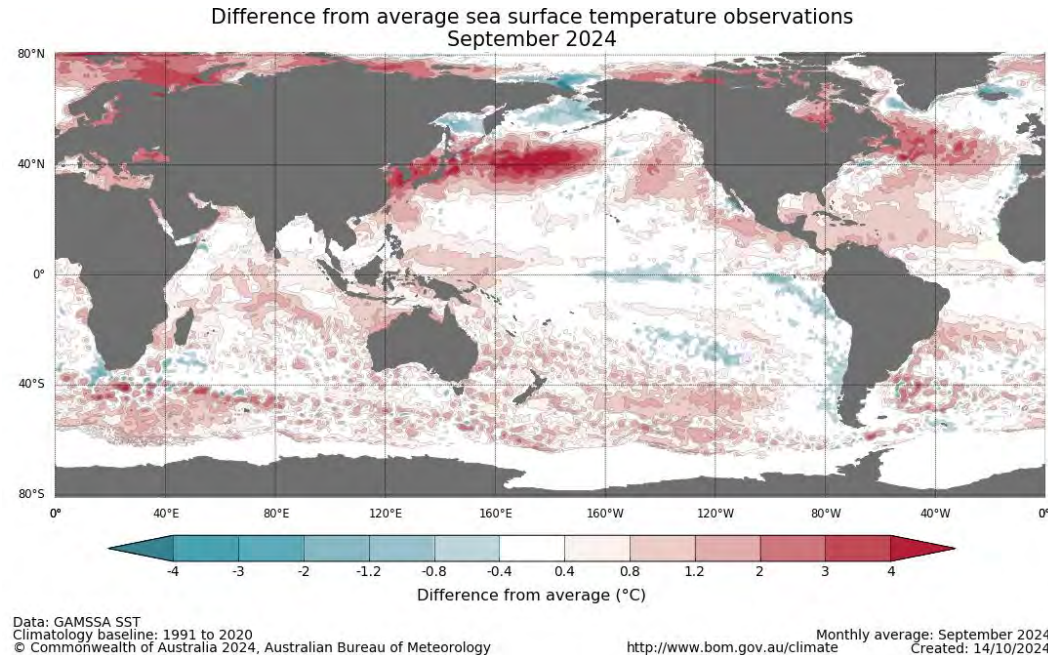 Difference from average sea surface temperature observations
September 2024
80°N
40°N
0°
40°S
80°S
0° 40°E 80°E 120°E 160°E 160°W 120°W 80°W 40°W 0°
-4 -3 -2 -1.2 -0.8 -0.4 0.4 0.8 1.2 2 3 4
Difference from average (°C)
Data: GAMSSA SST
Climatology baseline: 1991 to 2020
© Commonwealth of Australia 2024, Australian Bureau of Meteorology
http://www.bom.gov.au/climate
Monthly average: September 2024
Created: 14/10/2024